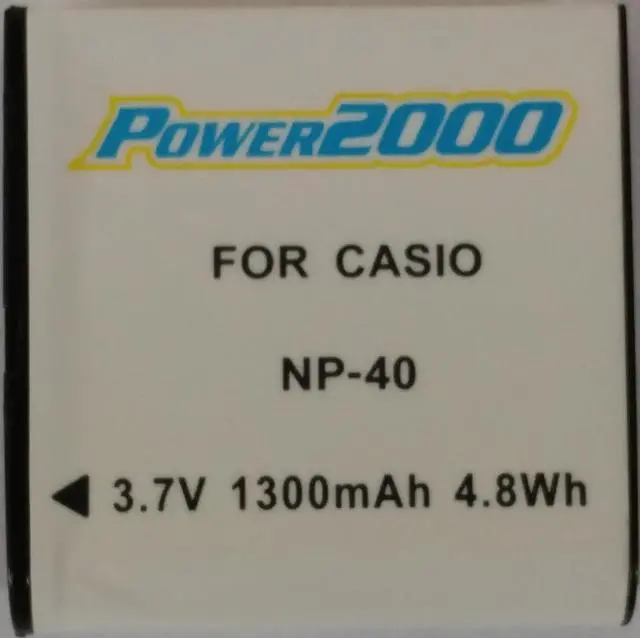 POWER2000
FOR CASIO
NP-40
3.7V 1300mAh 4.8Wh